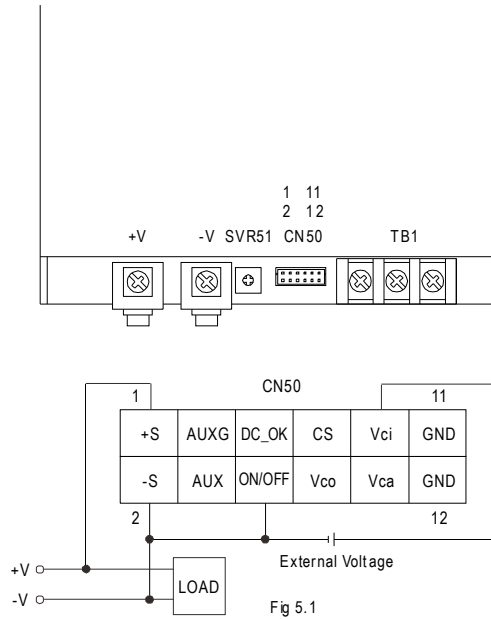 1 11
2 12
+V -V SVR51 CN50 TB1
CN50
1 11
+S AUXG DC_OK CS Vci GND
-S AUX ON/OFF Vco Vca GND
2 12
External Voltage
+V
LOAD
-V
Fig 5.1